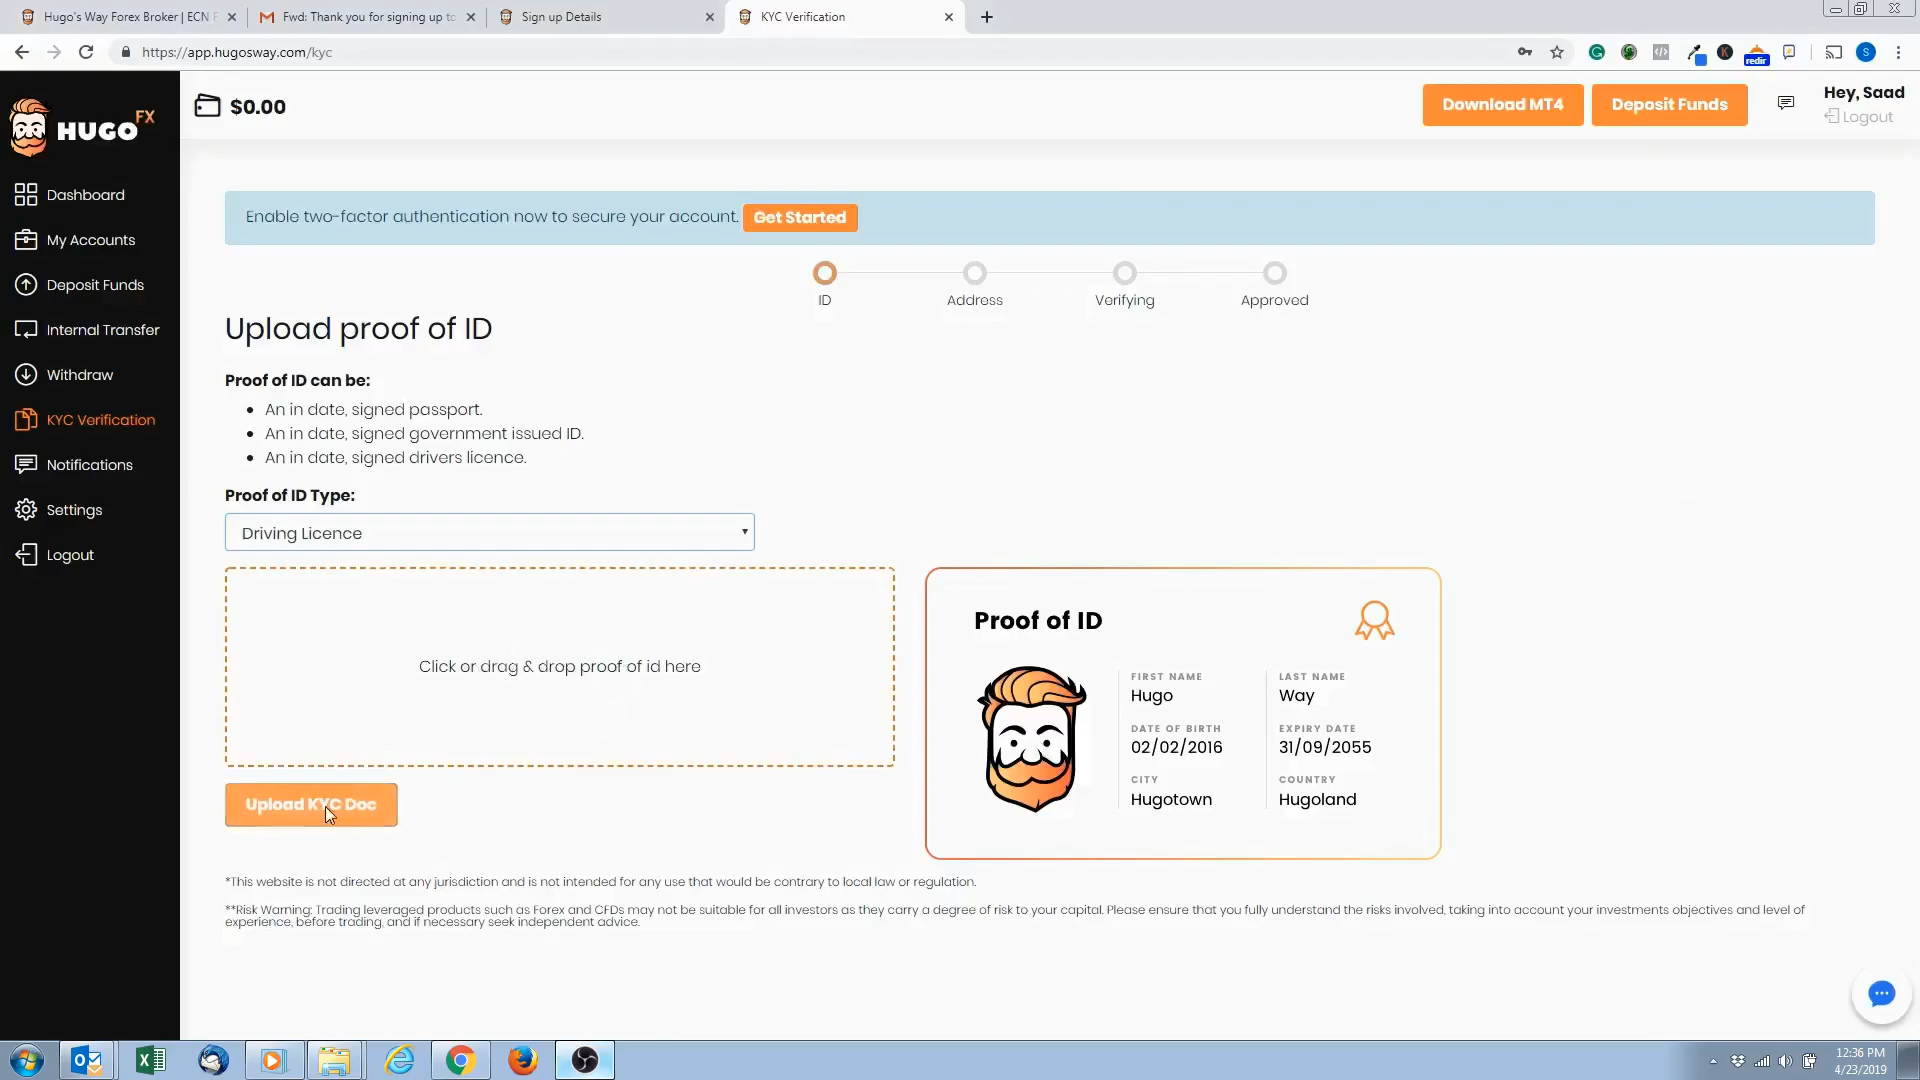 Hugo's Way Forex Broker | ECN F
Fwd: Thank you for signing up to
Sign up Details
KYC Verification
https://app.hugosway.com/kyc
redir
S
HUGO FX
$0.00
Download MT4
Deposit Funds
Hey, Saad
Logout
Dashboard
My Accounts
Deposit Funds
Internal Transfer
Withdraw
KYC Verification
Notifications
Settings
Logout
Enable two-factor authentication now to secure your account. Get Started
ID
Address
Verifying
Approved
Upload proof of ID
Proof of ID can be:
An in date, signed passport.
An in date, signed government issued ID.
An in date, signed drivers licence.
Proof of ID Type:
Driving Licence
Click or drag & drop proof of id here
Upload KYC Doc
Proof of ID
FIRST NAME
Hugo
LAST NAME
Way
DATE OF BIRTH
02/02/2016
EXPIRY DATE
31/09/2055
CITY
Hugotown
COUNTRY
Hugoland
*This website is not directed at any jurisdiction and is not intended for any use that would be contrary to local law or regulation.
**Risk Warning: Trading leveraged products such as Forex and CFDs may not be suitable for all investors as they carry a degree of risk to your capital. Please ensure that you fully understand the risks involved, taking into account your investments objectives and level of
experience, before trading, and if necessary seek independent advice.
12:36 PM
4/23/2019